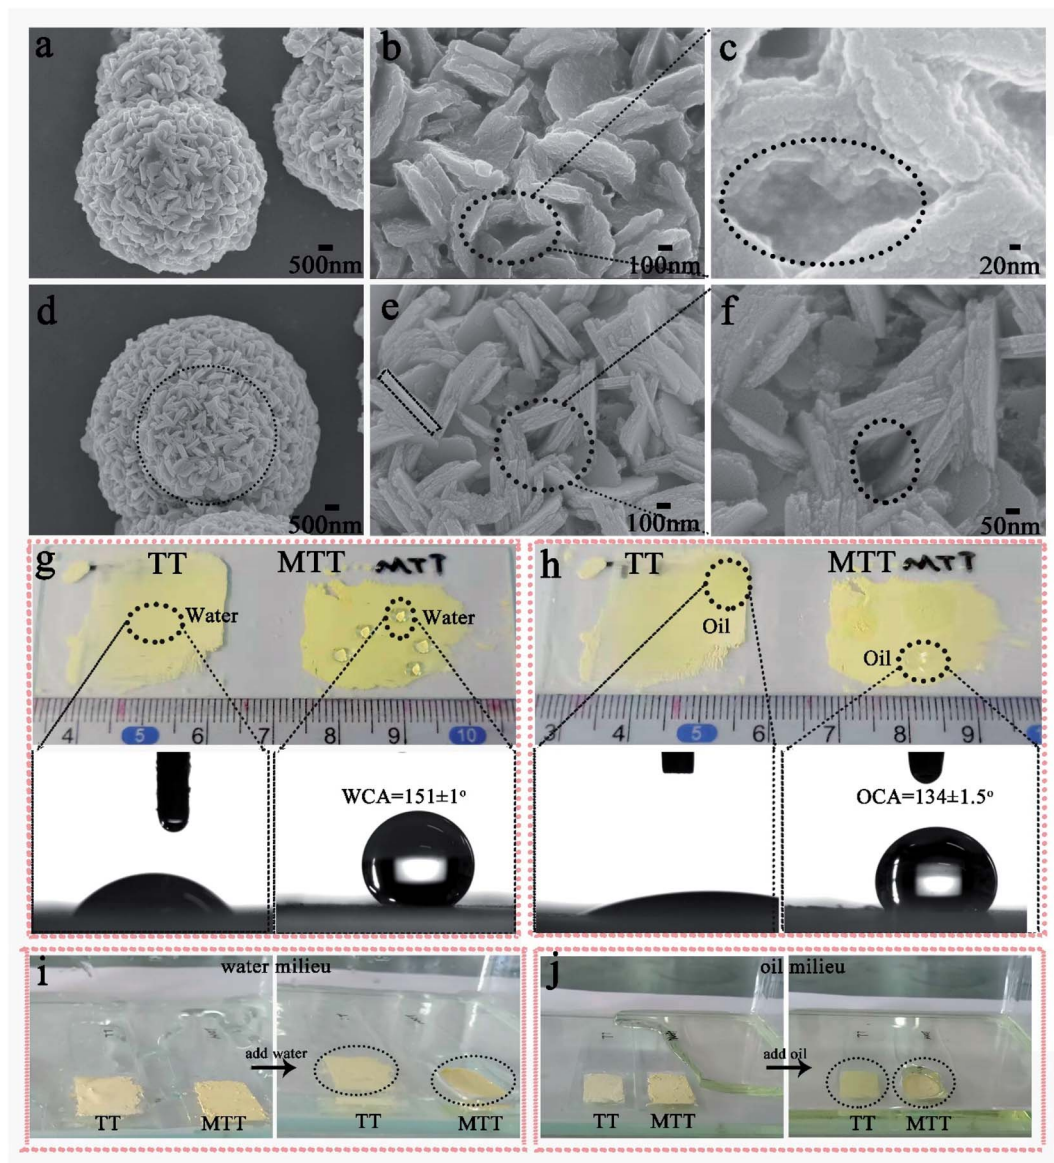 a
b
c
500nm
100nm
20nm
d
e
f
500nm
100nm
50nm
g TT MTT
Water
Water
h TT MTT
Oil
Oil
4 5 6 7 8 9 10
3 4 5 6 7 8 9
WCA=151±1°
OCA=134±1.5°
i water milieu
add water
TT MTT
TT MTT
j oil milieu
TT
TT
add oil
TT MTT
TT MTT